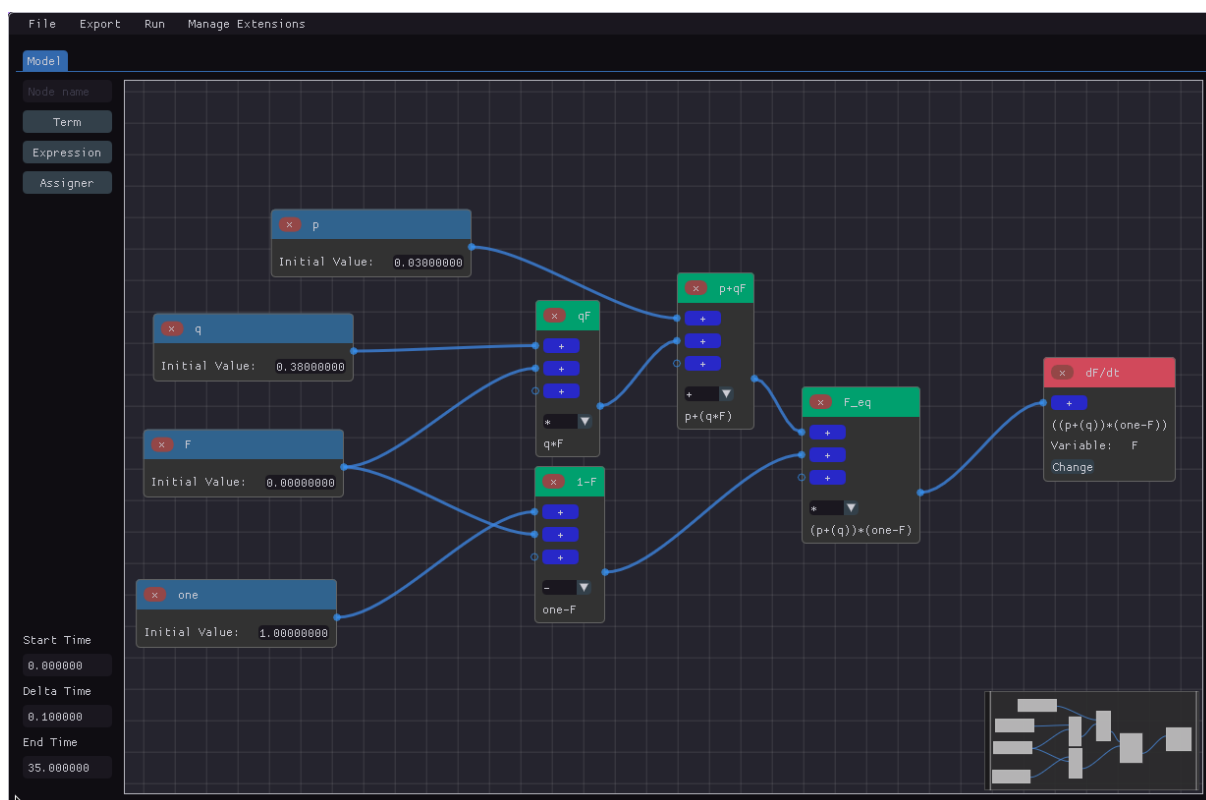 File Export Run Manage Extensions
Model
Node name
Term
Expression
Assigner
× p
Initial Value: 0.03000000
× q
Initial Value: 0.38000000
× F
Initial Value: 0.00000000
× one
Initial Value: 1.00000000
× qF
+
+
+
* ▼
q*F
× 1-F
+
+
+
- ▼
one-F
× p+qF
+
+
+
+ ▼
p+(q*F)
× F_eq
+
+
+
* ▼
(p+(q))*(one-F)
× dF/dt
+
((p+(q))*(one-F))
Variable: F
Change
Start Time
0.000000
Delta Time
0.100000
End Time
35.000000